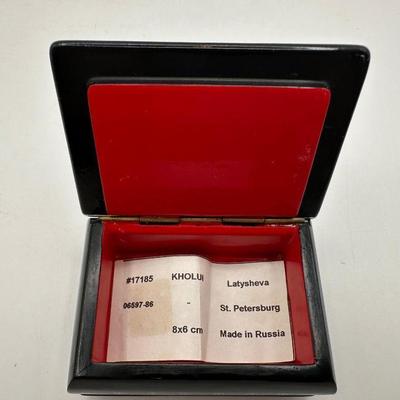 #17185 KHOLUI Latysheva
06597-86 - St. Petersburg
8x6 cm Made in Russia